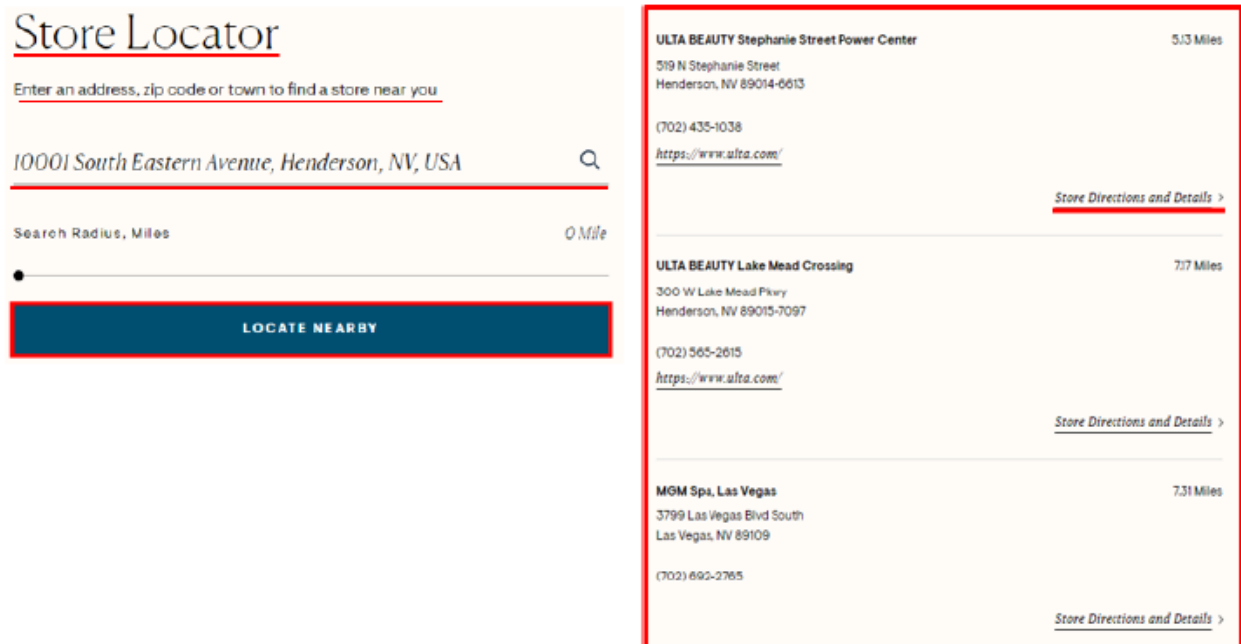 Store Locator
Enter an address, zip code or town to find a store near you
10001 South Eastern Avenue, Henderson, NV, USA
Search Radius, Miles 0 Mile
LOCATE NEARBY
ULTA BEAUTY Stephanie Street Power Center 5.13 Miles
519 N Stephanie Street
Henderson, NV 89014-6613
(702) 435-1038
https://www.ulta.com/
Store Directions and Details >
ULTA BEAUTY Lake Mead Crossing 7.17 Miles
300 W Lake Mead Pkwy
Henderson, NV 89015-7097
(702) 565-2615
https://www.ulta.com/
Store Directions and Details >
MGM Spa, Las Vegas 7.31 Miles
3799 Las Vegas Blvd South
Las Vegas, NV 89109
(702) 692-2765
Store Directions and Details >